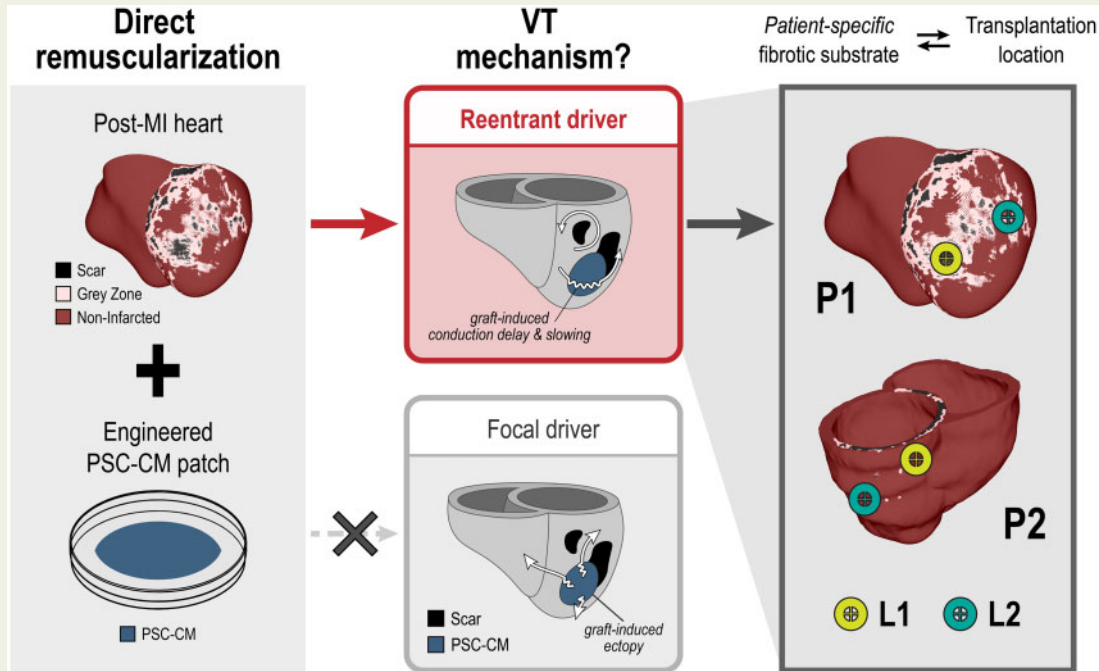 Direct
remuscularization
Post-MI heart
Scar
Grey Zone
Non-Infarcted
+
Engineered
PSC-CM patch
PSC-CM
VT
mechanism?
Reentrant driver
graft-induced
conduction delay & slowing
Focal driver
Scar
PSC-CM
graft-induced
ectopy
Patient-specific
fibrotic substrate
Transplantation
location
P1
P2
L1
L2